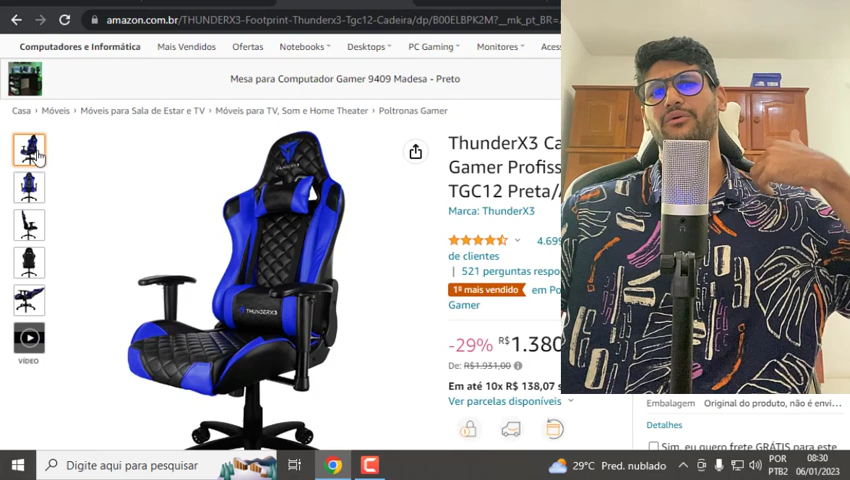 amazon.com.br/THUNDERX3-Footprint-Thunderx3-Tgc12-Cadeira/dp/B00ELBPK2M?__mk_pt_BR=
Computadores e Informática Mais Vendidos Ofertas Notebooks Desktops PC Gaming Monitores Aces
Mesa para Computador Gamer 9409 Madesa - Preto
Casa › Móveis › Móveis para Sala de Estar e TV › Móveis para TV, Som e Home Theater › Poltronas Gamer
ThunderX3 Ca
Gamer Profiss
TGC12 Preta/
Marca: ThunderX3
4.699
de clientes
| 521 perguntas respo
1º mais vendido em Po
Gamer
THUNDERX3
-29% R$ 1.380
De: R$1.931,00
Em até 10x R$ 138,07 s
Ver parcelas disponíveis
VÍDEO
Embalagem Original do produto, não é envi...
Detalhes
Sim, eu quero frete GRÁTIS para este
Digite aqui para pesquisar
29°C Pred. nublado
POR
PTB2
08:30
06/01/2023